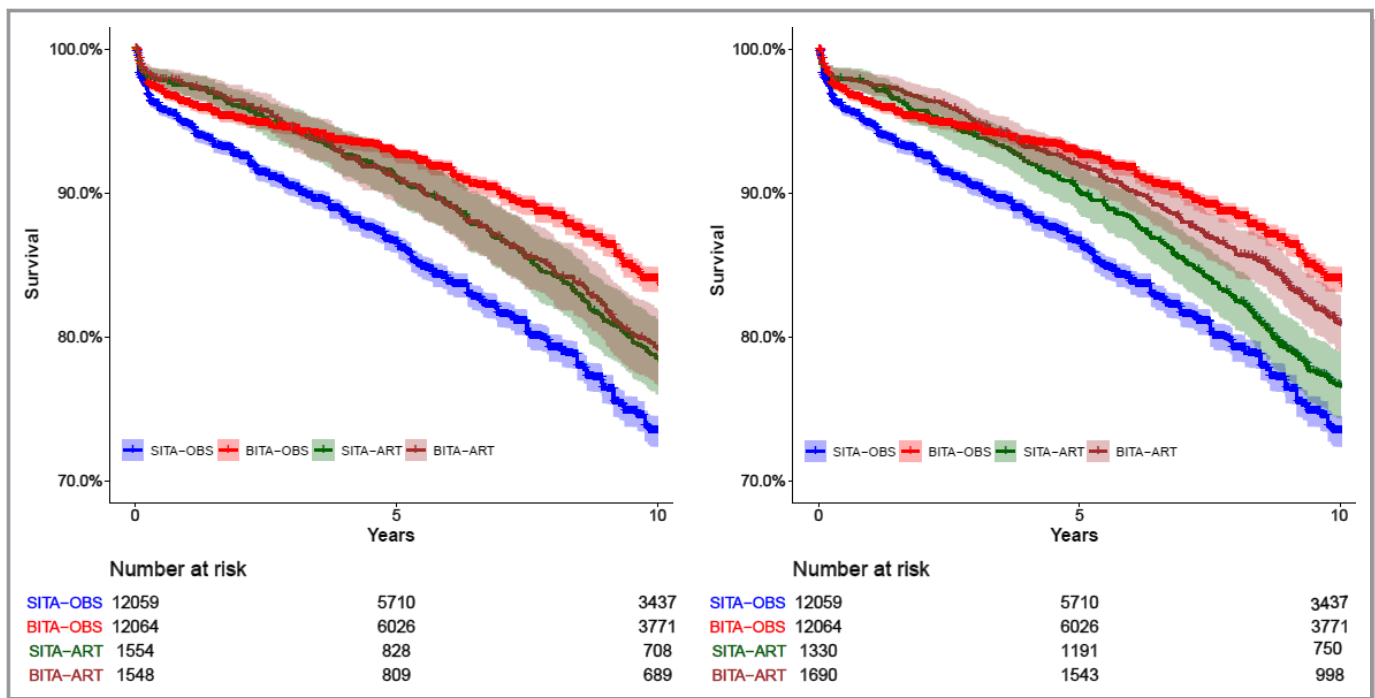 100.0%
90.0%
80.0%
70.0%
Survival
SITA-OBS BITA-OBS SITA-ART BITA-ART
0 5 10
Years
Number at risk
SITA-OBS 12059 5710 3437
BITA-OBS 12064 6026 3771
SITA-ART 1554 828 708
BITA-ART 1548 809 689
100.0%
90.0%
80.0%
70.0%
Survival
SITA-OBS BITA-OBS SITA-ART BITA-ART
0 5 10
Years
Number at risk
SITA-OBS 12059 5710 3437
BITA-OBS 12064 6026 3771
SITA-ART 1330 1191 750
BITA-ART 1690 1543 998